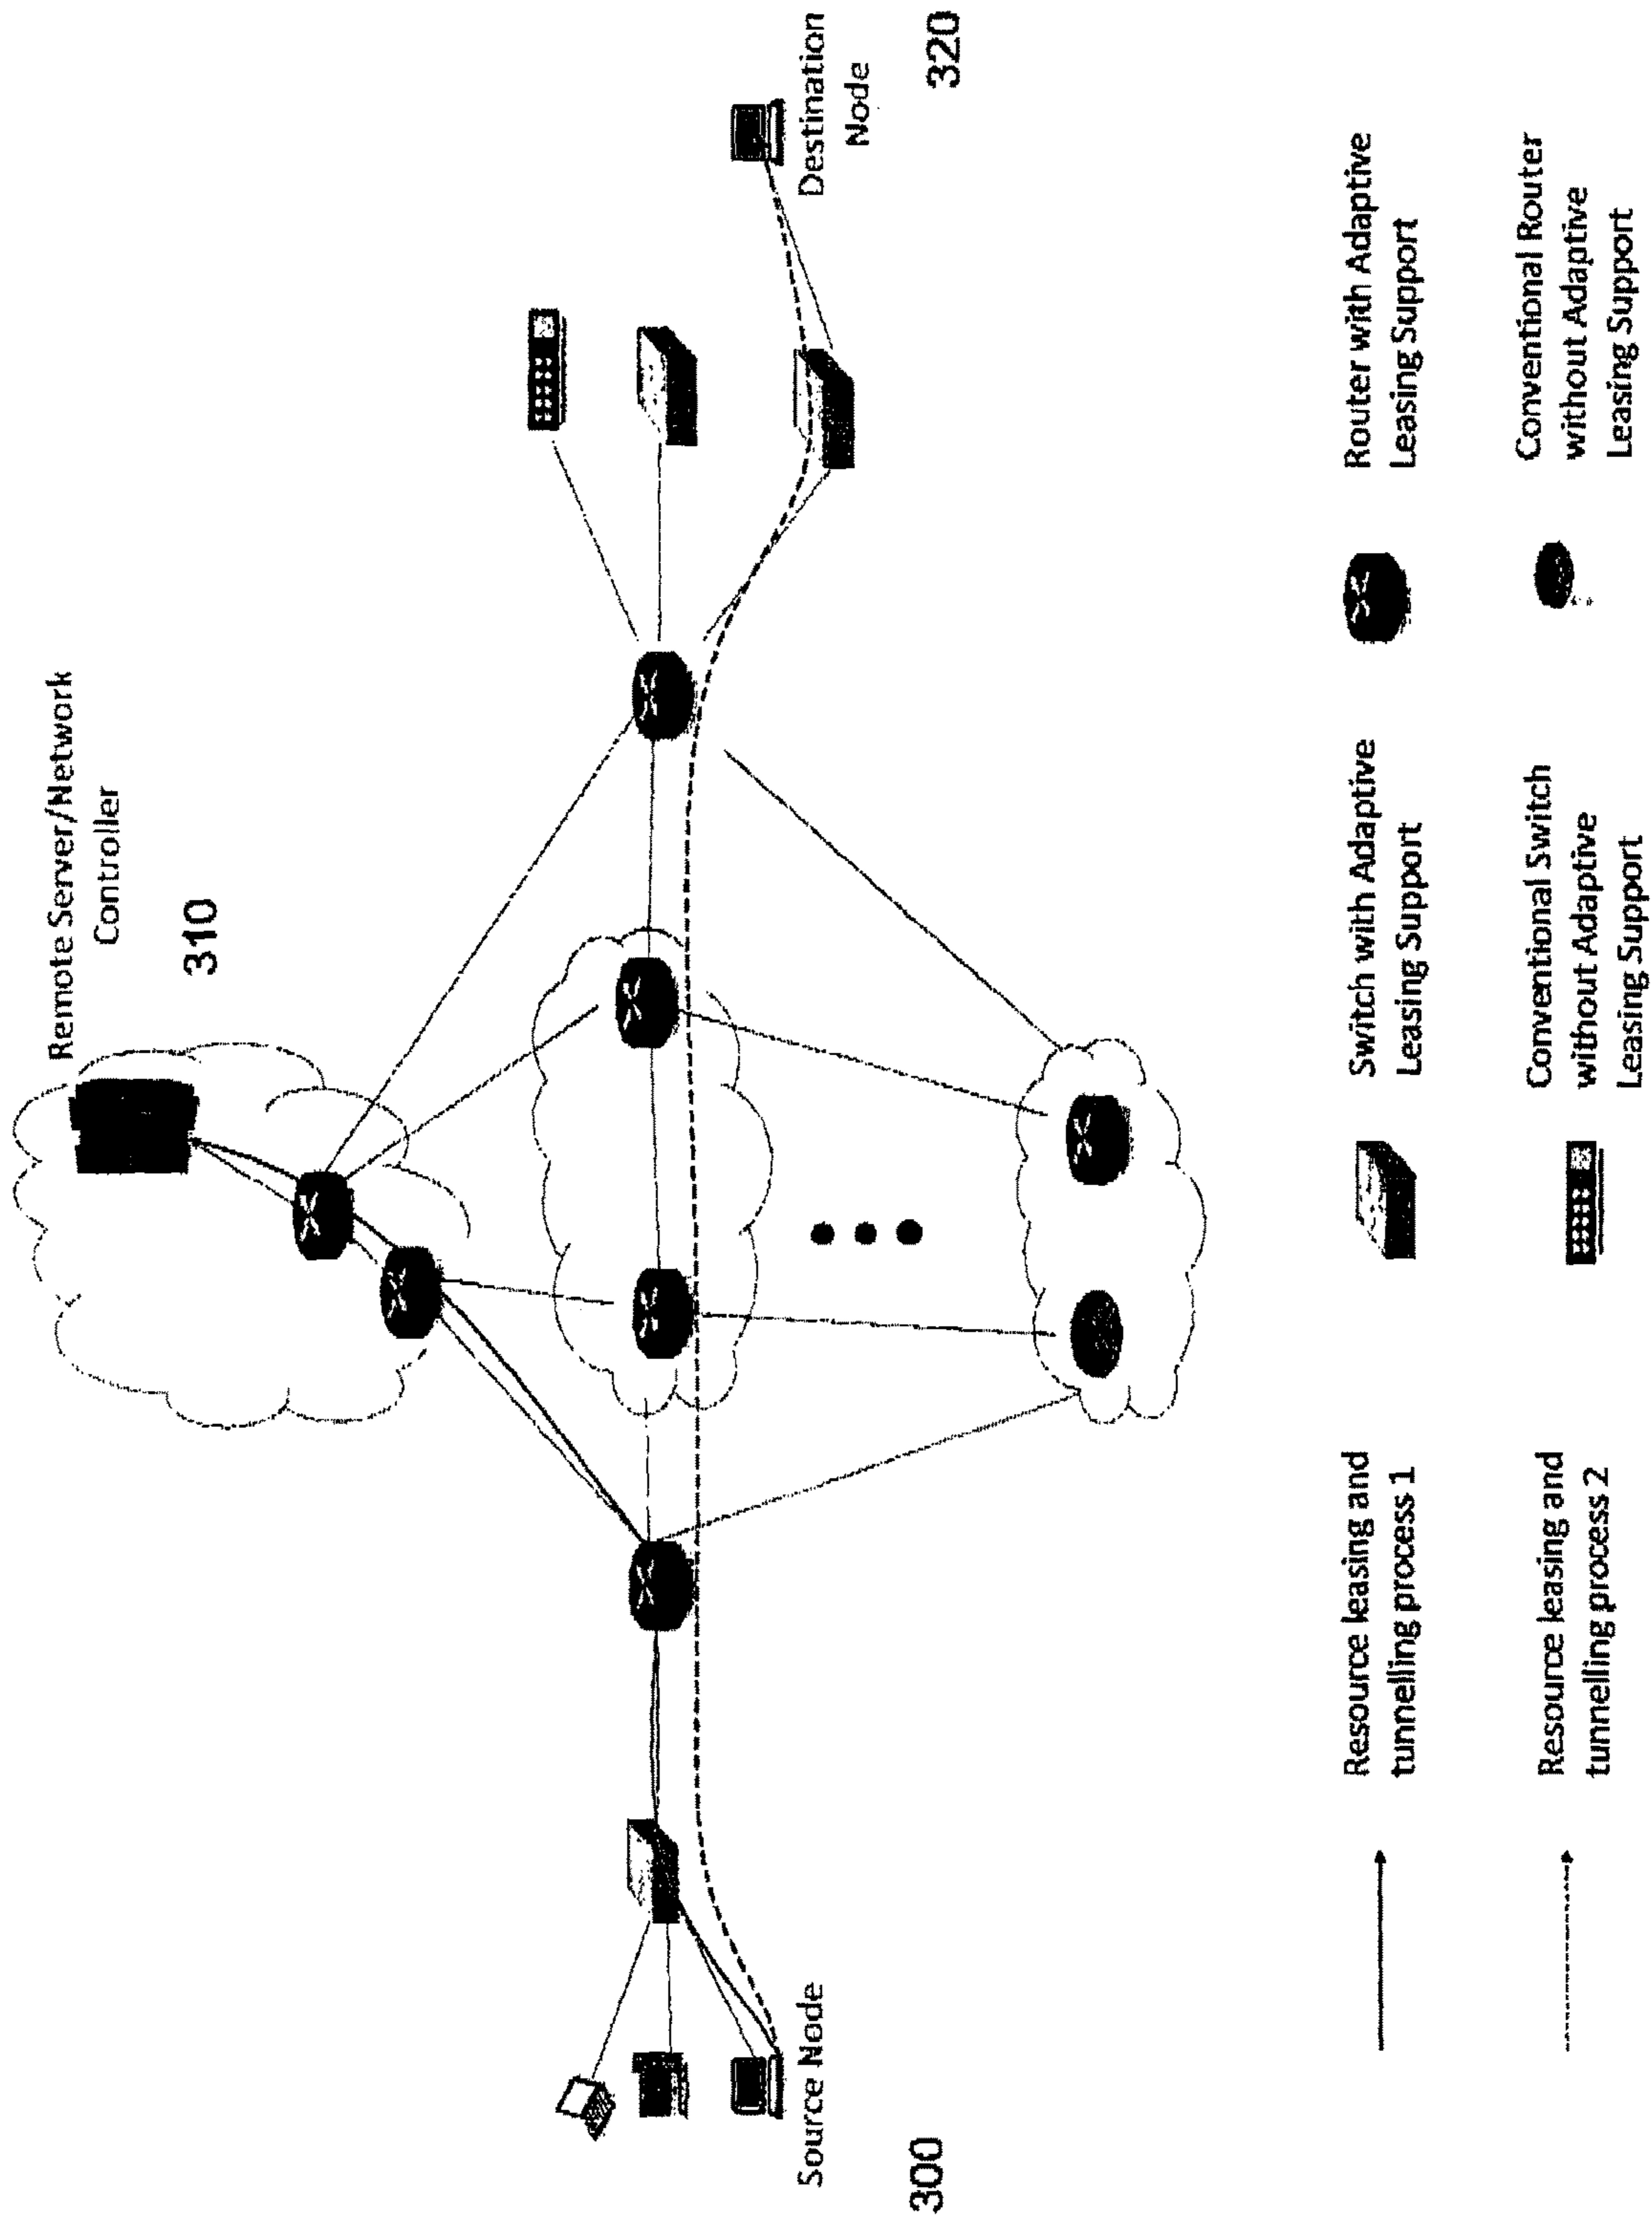 Remote Server/Network
Controller
310
Source Node
300
Destination
Node
320
Resource leasing and
tunnelling process 1
Switch with Adaptive
Leasing Support
Router with Adaptive
Leasing Support
Resource leasing and
tunnelling process 2
Conventional Switch
without Adaptive
Leasing Support
Conventional Router
without Adaptive
Leasing Support